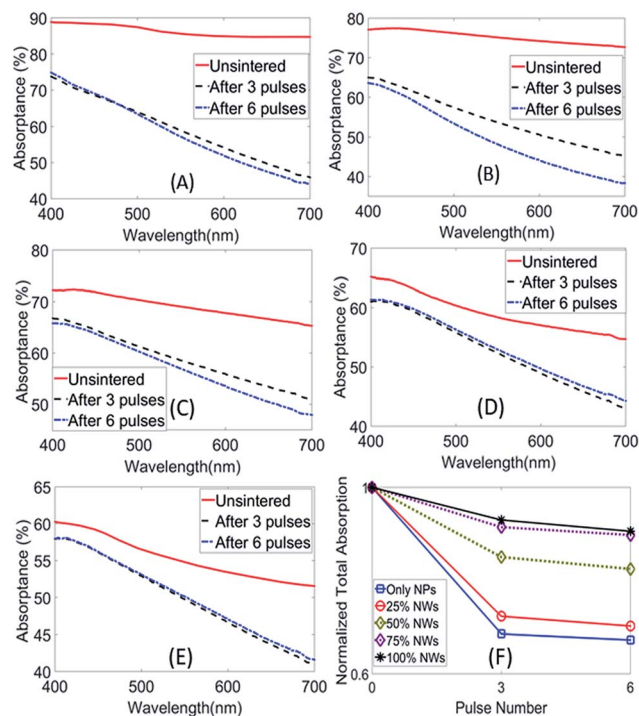 90
80
70
60
50
40
Absorptance (%)
Unsintered
After 3 pulses
After 6 pulses
(A)
400 500 600 700
Wavelength(nm)
80
70
60
50
40
Absorptance (%)
Unsintered
After 3 pulses
After 6 pulses
(B)
400 500 600 700
Wavelength(nm)
80
70
60
50
Absorptance (%)
Unsintered
After 3 pulses
After 6 pulses
(C)
400 500 600 700
Wavelength(nm)
70
60
50
40
Absorptance (%)
Unsintered
After 3 pulses
After 6 pulses
(D)
400 500 600 700
Wavelength(nm)
65
60
55
50
45
40
Absorptance (%)
Unsintered
After 3 pulses
After 6 pulses
(E)
400 500 600 700
Wavelength(nm)
1
0.6
Normalized Total Absorption
Only NPs
25% NWs
50% NWs
75% NWs
100% NWs
(F)
0 3 6
Pulse Number